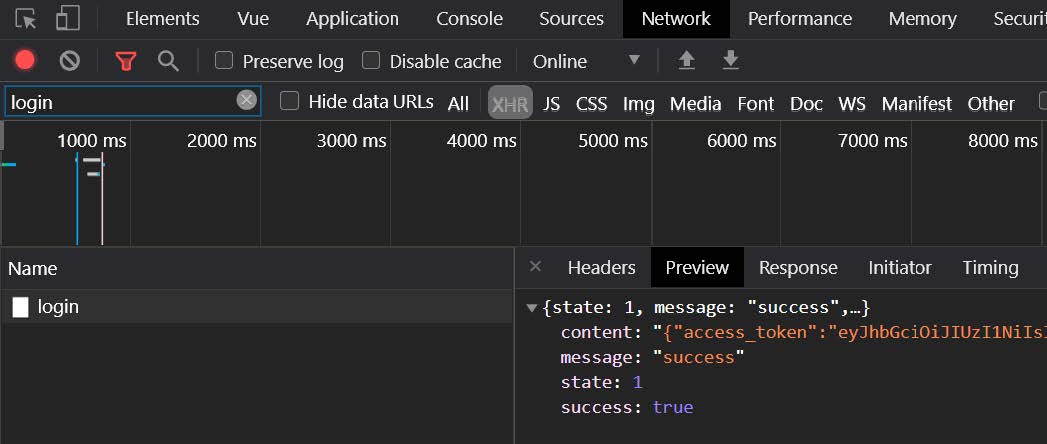 Elements Vue Application Console Sources Network Performance Memory Securi
Preserve log Disable cache Online
login Hide data URLs All XHR JS CSS Img Media Font Doc WS Manifest Other
1000 ms 2000 ms 3000 ms 4000 ms 5000 ms 6000 ms 7000 ms 8000 ms
Name Headers Preview Response Initiator Timing
login
{state: 1, message: "success",…}
content: "{"access_token":"eyJhbGciOiJIUzI1NiIsI
message: "success"
state: 1
success: true